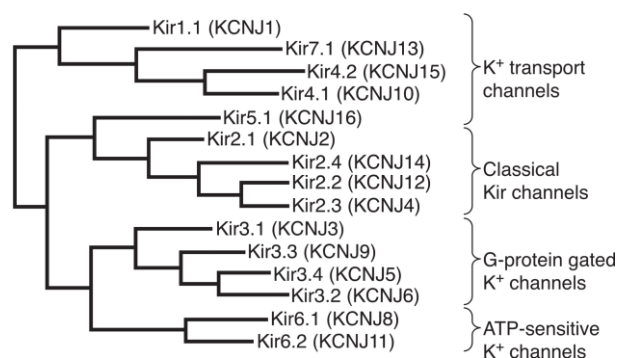 Kir1.1 (KCNJ1)
Kir7.1 (KCNJ13)
Kir4.2 (KCNJ15)
Kir4.1 (KCNJ10)
Kir5.1 (KCNJ16)
Kir2.1 (KCNJ2)
Kir2.4 (KCNJ14)
Kir2.2 (KCNJ12)
Kir2.3 (KCNJ4)
Kir3.1 (KCNJ3)
Kir3.3 (KCNJ9)
Kir3.4 (KCNJ5)
Kir3.2 (KCNJ6)
Kir6.1 (KCNJ8)
Kir6.2 (KCNJ11)
K⁺ transport
channels
Classical
Kir channels
G-protein gated
K⁺ channels
ATP-sensitive
K⁺ channels